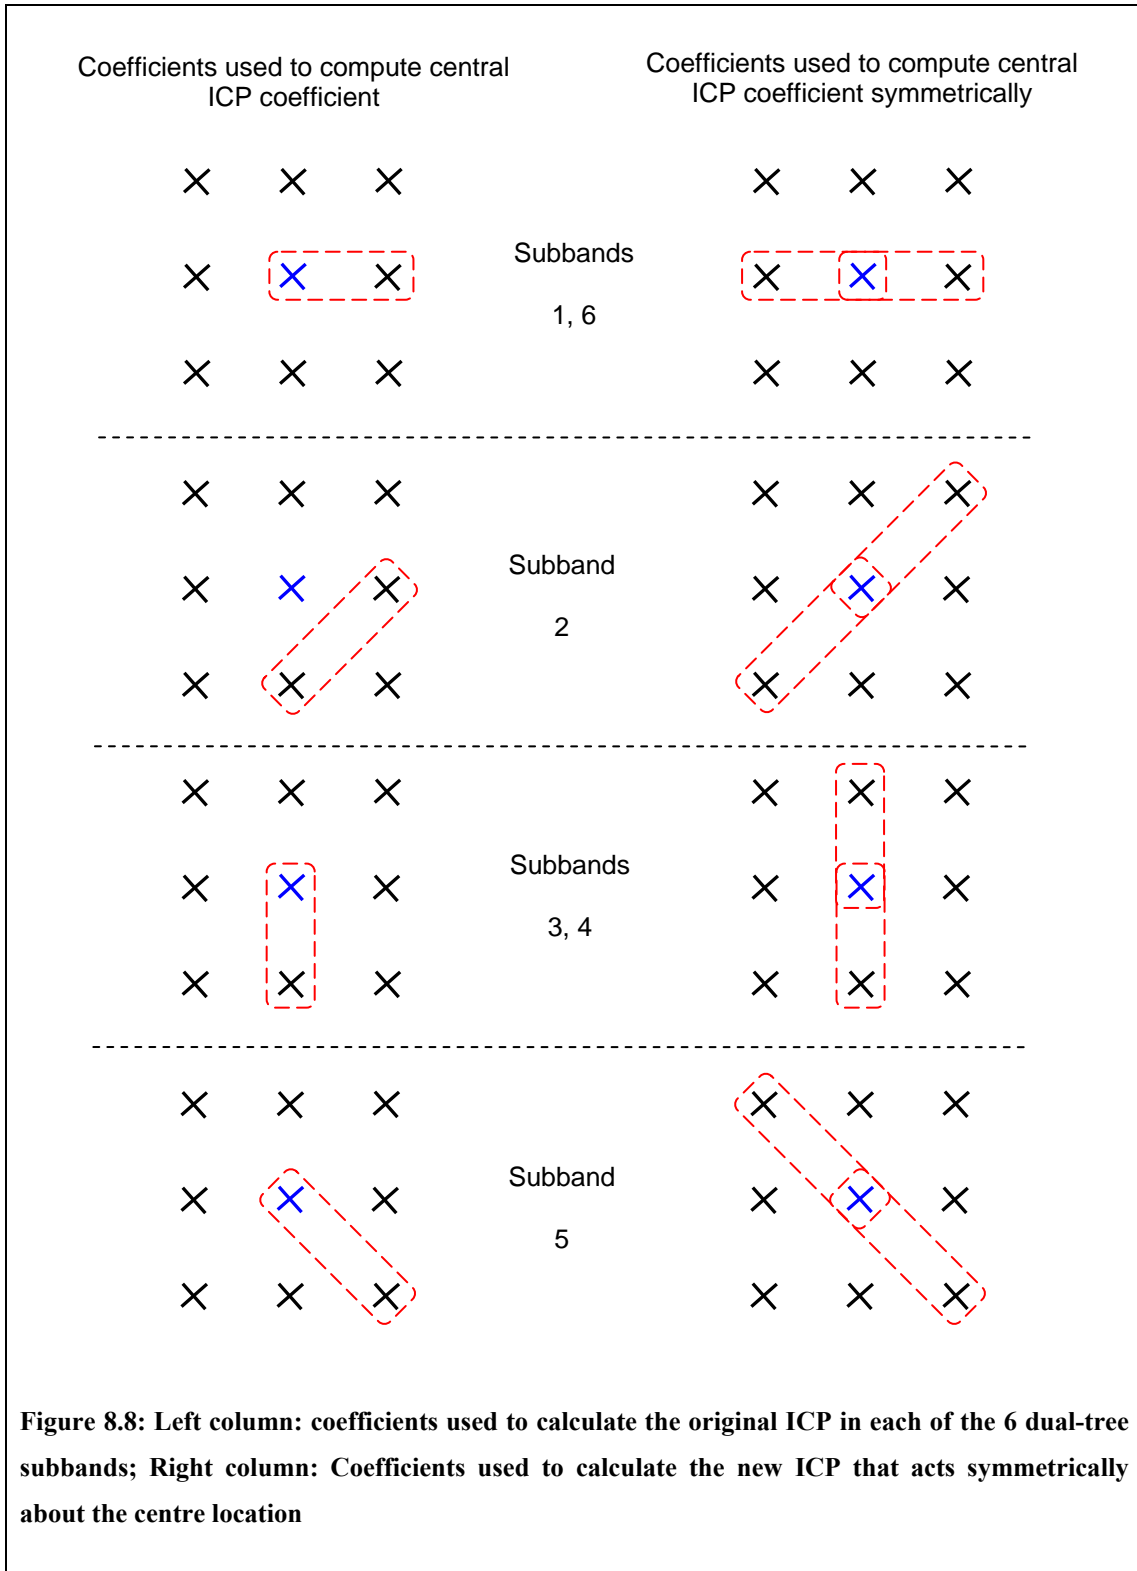 Coefficients used to compute central
ICP coefficient
Coefficients used to compute central
ICP coefficient symmetrically
Subbands
1, 6
Subband
2
Subbands
3, 4
Subband
5
Figure 8.8: Left column: coefficients used to calculate the original ICP in each of the 6 dual-tree
subbands; Right column: Coefficients used to calculate the new ICP that acts symmetrically
about the centre location